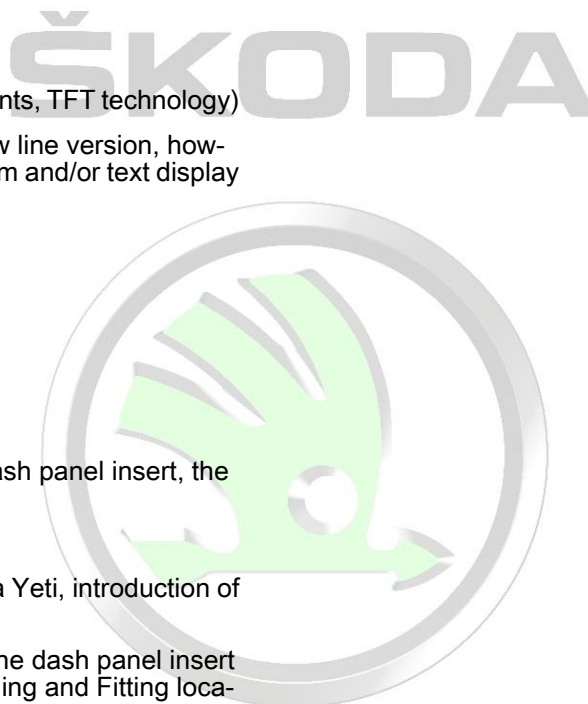 ŠKODA
nts, TFT technology)
w line version, how-
m and/or text display
ash panel insert, the
a Yeti, introduction of
he dash panel insert
ing and Fitting loca-